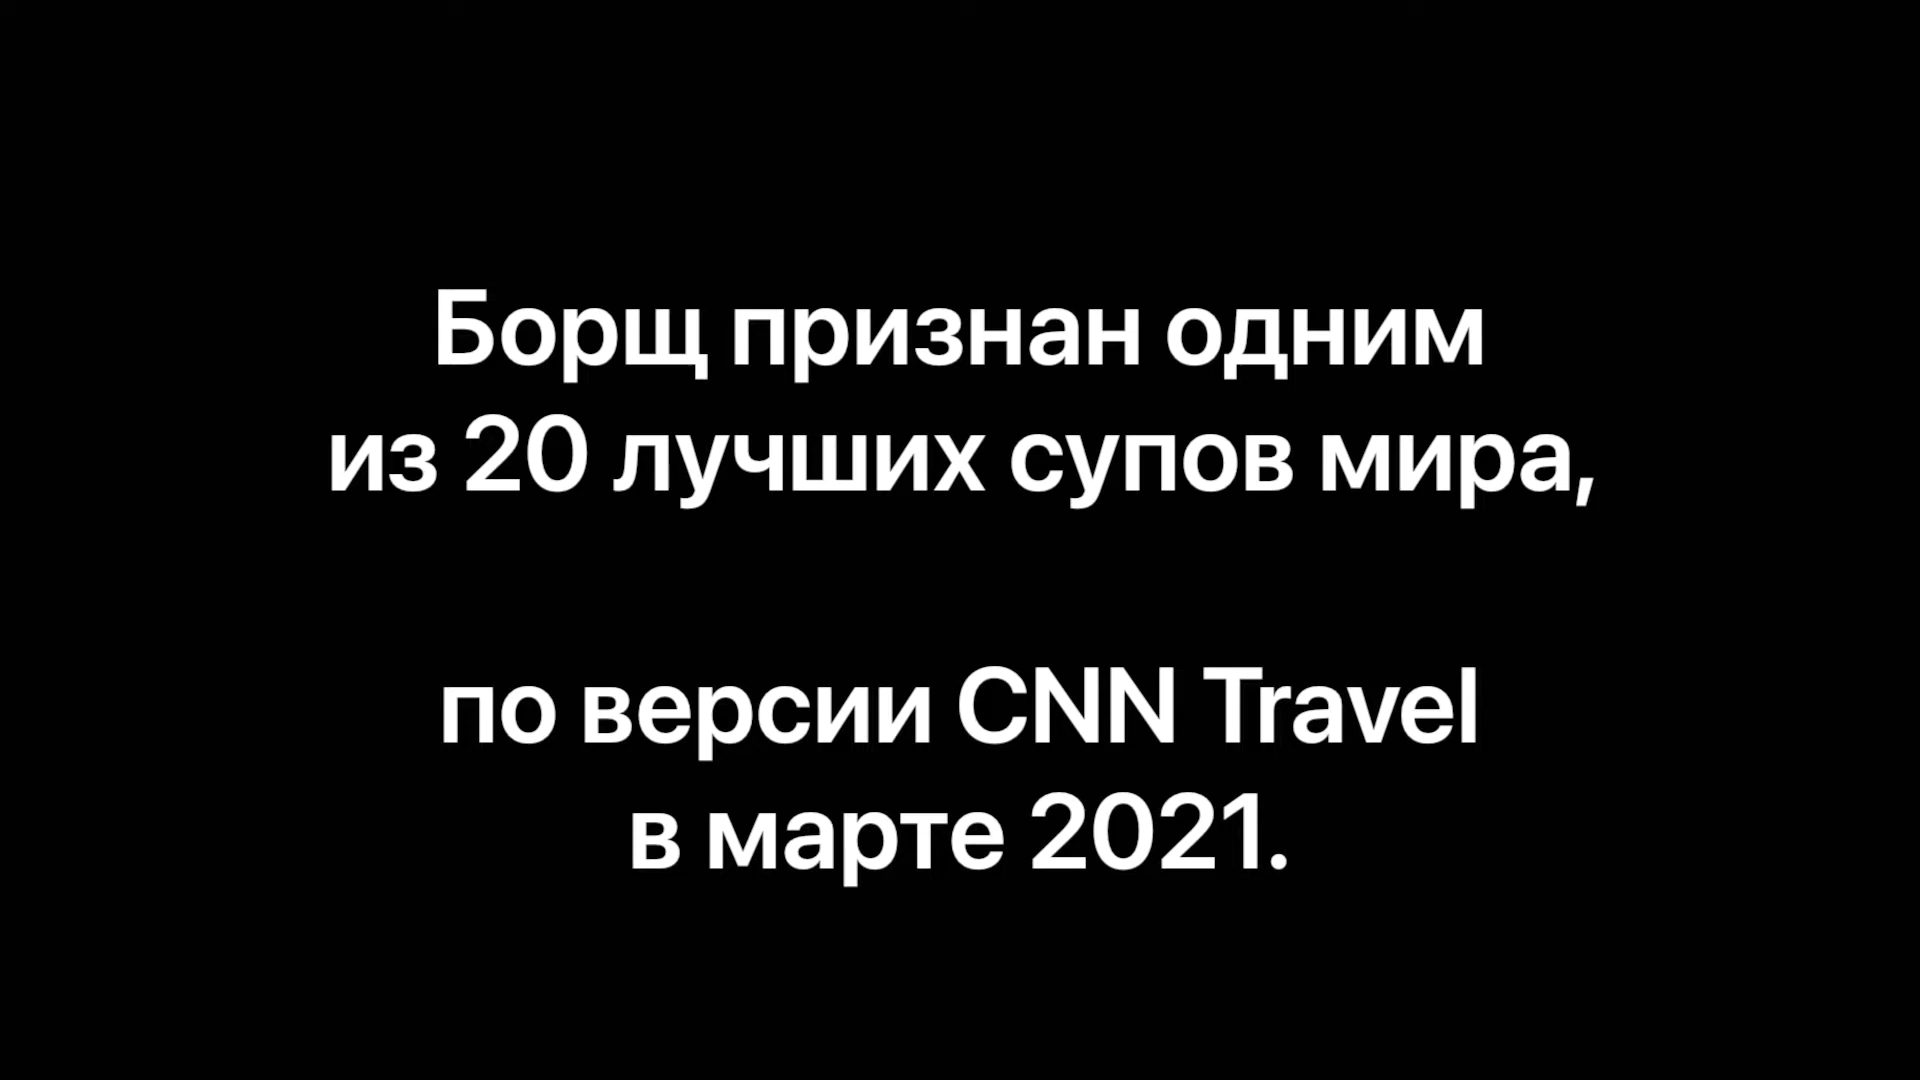 Борщ признан одним
из 20 лучших супов мира,
по версии CNN Travel
в марте 2021.